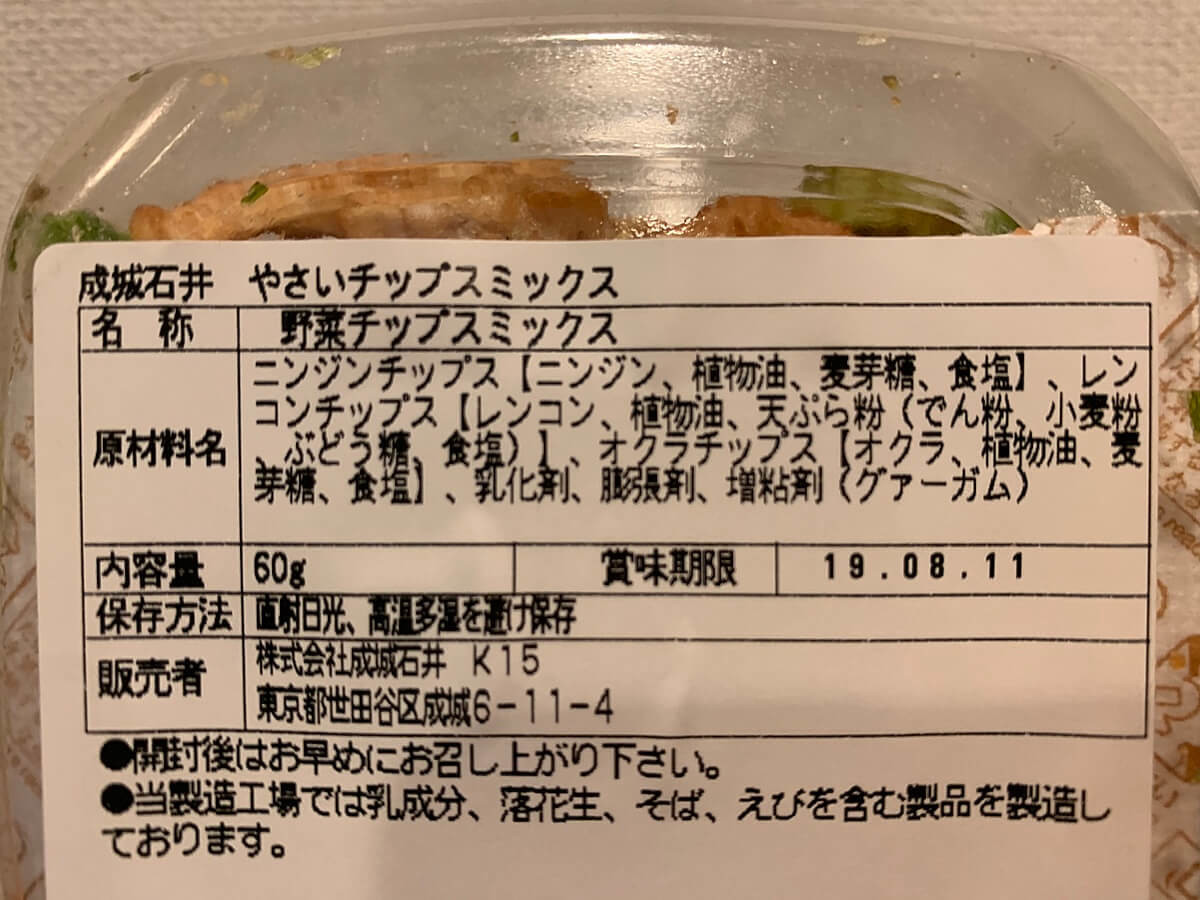 成城石井　やさいチップスミックス
名　称　野菜チップスミックス
原材料名
ニンジンチップス【ニンジン、植物油、麦芽糖、食塩】、レン
コンチップス【レンコン、植物油、天ぷら粉（でん粉、小麦粉
、ぶどう糖、食塩）】、オクラチップス【オクラ、植物油、麦
芽糖、食塩】、乳化剤、膨張剤、増粘剤（グァーガム）
内容量　60g　賞味期限　19.08.11
保存方法　直射日光、高温多湿を避け保存
販売者
株式会社成城石井　K15
東京都世田谷区成城6-11-4
●開封後はお早めにお召し上がり下さい。
●当製造工場では乳成分、落花生、そば、えびを含む製品を製造し
ております。